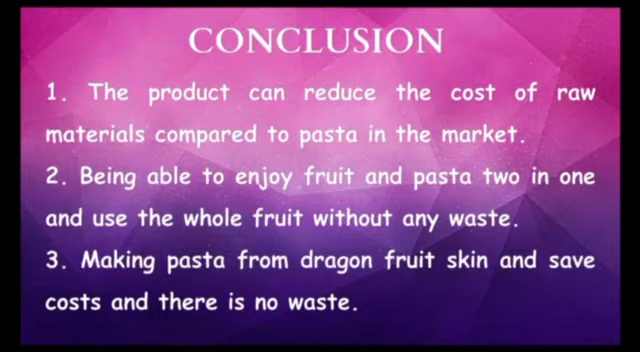 CONCLUSION
1. The product can reduce the cost of raw
materials compared to pasta in the market.
2. Being able to enjoy fruit and pasta two in one
and use the whole fruit without any waste.
3. Making pasta from dragon fruit skin and save
costs and there is no waste.